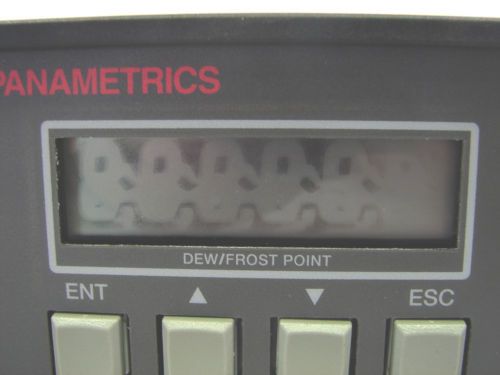 PANAMETRICS
DEW/FROST POINT
ENT ▲ ▼ ESC